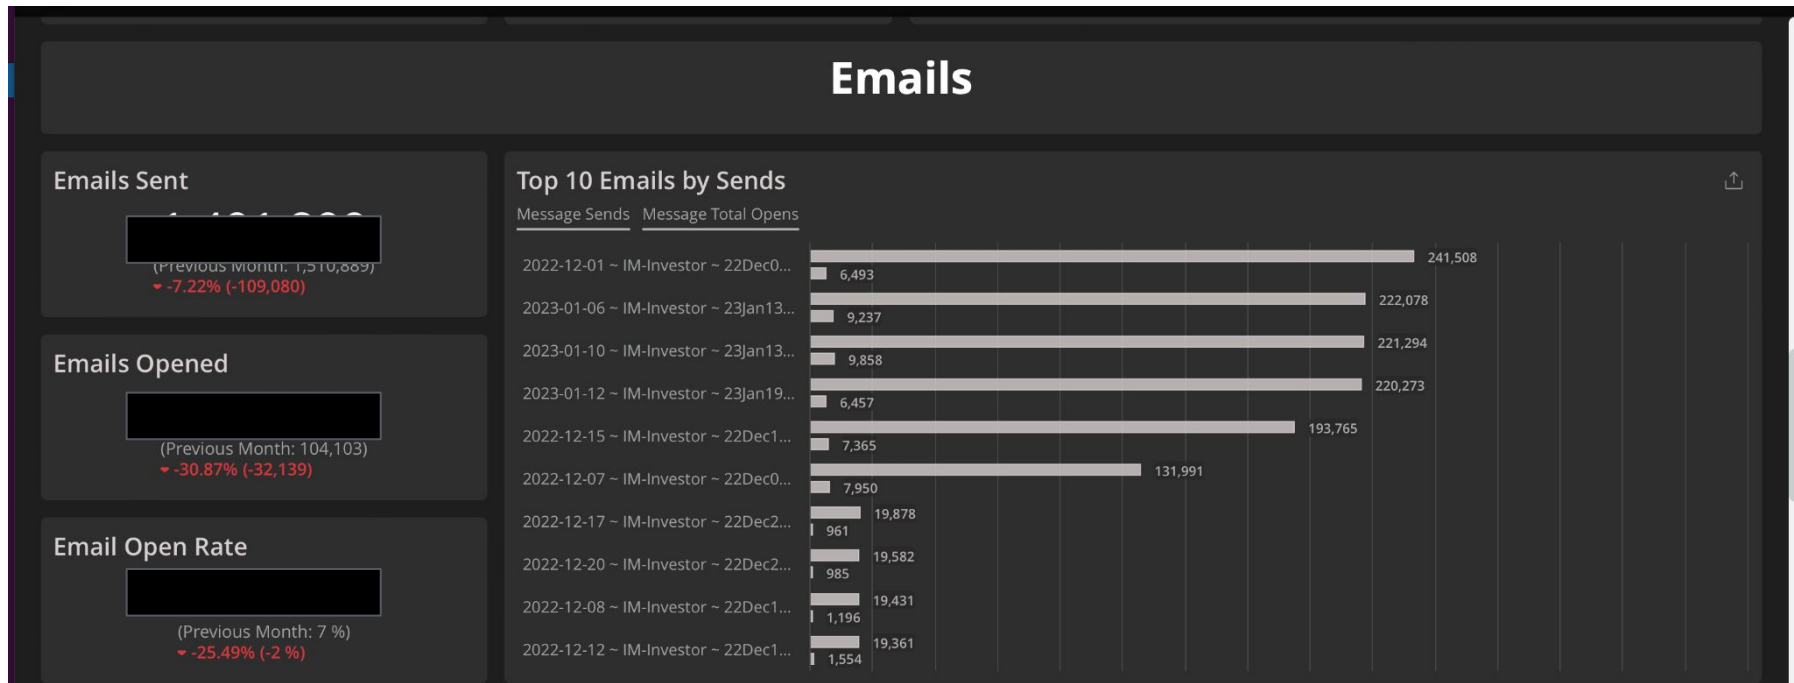 Emails
Emails Sent
(Previous Month: 1,510,889)
-7.22% (-109,080)
Emails Opened
(Previous Month: 104,103)
-30.87% (-32,139)
Email Open Rate
(Previous Month: 7 %)
-25.49% (-2 %)
Top 10 Emails by Sends
Message Sends Message Total Opens
2022-12-01 ~ IM-Investor ~ 22Dec0... 241,508
6,493
2023-01-06 ~ IM-Investor ~ 23Jan13... 222,078
9,237
2023-01-10 ~ IM-Investor ~ 23Jan13... 221,294
9,858
2023-01-12 ~ IM-Investor ~ 23Jan19... 220,273
6,457
2022-12-15 ~ IM-Investor ~ 22Dec1... 193,765
7,365
2022-12-07 ~ IM-Investor ~ 22Dec0... 131,991
7,950
2022-12-17 ~ IM-Investor ~ 22Dec2... 19,878
961
2022-12-20 ~ IM-Investor ~ 22Dec2... 19,582
985
2022-12-08 ~ IM-Investor ~ 22Dec1... 19,431
1,196
2022-12-12 ~ IM-Investor ~ 22Dec1... 19,361
1,554